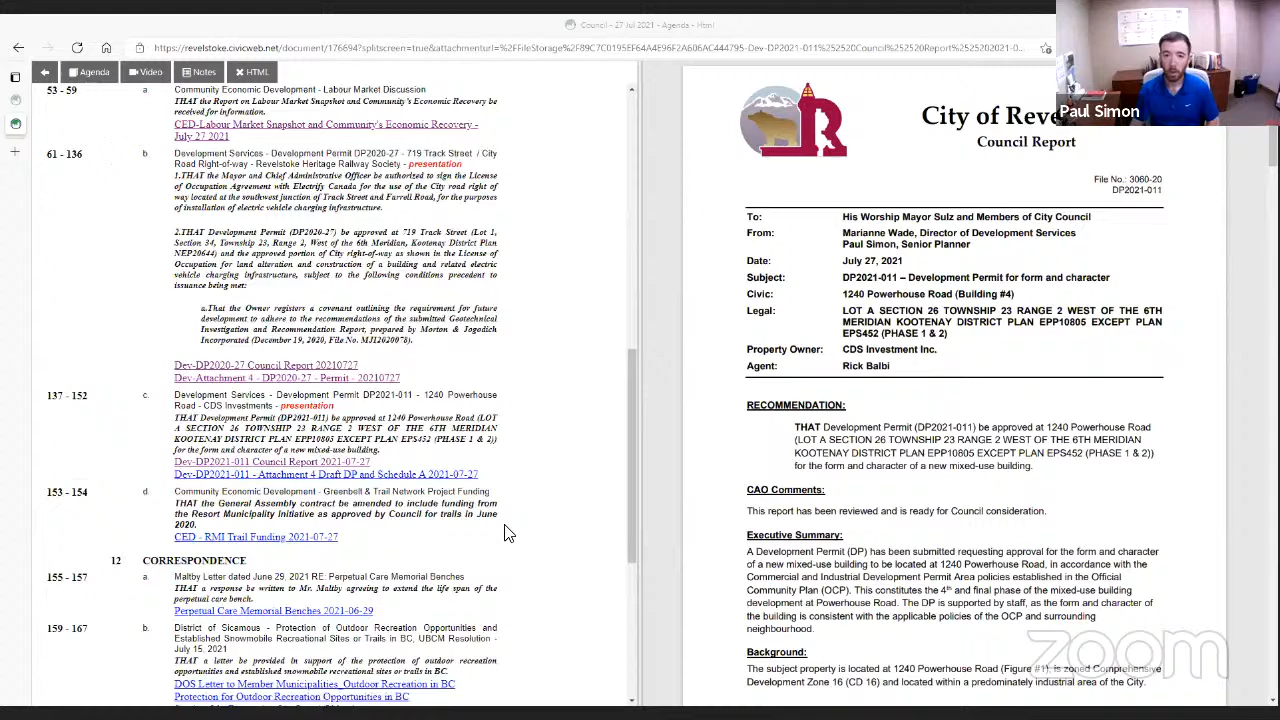 Council - 27 Jul 2021 - Agenda - Html
https://revelstoke.civicweb.net/document/176694?splitscreen=true&attachmenturl=%2FFileStorage%2F89C7C0195EF64A4E96F2A606AC444795-Dev-DP2021-011%252520Council%252520Report%2525202021-0...
Agenda
Video
Notes
HTML
Paul Simon
53 - 59
a. Community Economic Development - Labour Market Discussion
THAT the Report on Labour Market Snapshot and Community's Economic Recovery be
received for information.
CED-Labour Market Snapshot and Community's Economic Recovery -
July 27 2021
61 - 136
b. Development Services - Development Permit DP2020-27 - 719 Track Street / City
Road Right-of-way - Revelstoke Heritage Railway Society - presentation
1.THAT the Mayor and Chief Administrative Officer be authorized to sign the License
of Occupation Agreement with Electrify Canada for the use of the City road right of
way located at the southwest junction of Track Street and Farrell Road, for the purposes
of installation of electric vehicle charging infrastructure.
2.THAT Development Permit (DP2020-27) be approved at 719 Track Street (Lot 1,
Section 34, Township 23, Range 2, West of the 6th Meridian, Kootenay District Plan
NEP20644) and the approved portion of City right-of-way as shown in the License of
Occupation for land alteration and construction of a building and related electric
vehicle charging infrastructure, subject to the following conditions precedent to
issuance being met:
a.That the Owner registers a covenant outlining the requirement for future
development to adhere to the recommendations of the submitted Geotechnical
Investigation and Recommendation Report, prepared by Morton & Jogodich
Incorporated (December 19, 2020, File No. MJI2020078).
Dev-DP2020-27 Council Report 20210727
Dev-Attachment 4 - DP2020-27 - Permit - 20210727
137 - 152
c. Development Services - Development Permit DP2021-011 - 1240 Powerhouse
Road - CDS Investments - presentation
THAT Development Permit (DP2021-011) be approved at 1240 Powerhouse Road (LOT
A SECTION 26 TOWNSHIP 23 RANGE 2 WEST OF THE 6TH MERIDIAN
KOOTENAY DISTRICT PLAN EPP10805 EXCEPT PLAN EPS452 (PHASE 1 & 2))
for the form and character of a new mixed-use building.
Dev-DP2021-011 Council Report 2021-07-27
Dev-DP2021-011 - Attachment 4 Draft DP and Schedule A 2021-07-27
153 - 154
d. Community Economic Development - Greenbelt & Trail Network Project Funding
THAT the General Assembly contract be amended to include funding from
the Resort Municipality Initiative as approved by Council for trails in June
2020.
CED - RMI Trail Funding 2021-07-27
12 CORRESPONDENCE
155 - 157
a. Maltby Letter dated June 29, 2021 RE: Perpetual Care Memorial Benches
THAT a response be written to Mr. Maltby agreeing to extend the life span of the
perpetual care bench.
Perpetual Care Memorial Benches 2021-06-29
159 - 167
b. District of Sicamous - Protection of Outdoor Recreation Opportunities and
Established Snowmobile Recreational Sites or Trails in BC, UBCM Resolution -
July 15, 2021
THAT a letter be provided in support of the protection of outdoor recreation
opportunities and established snowmobile recreational sites or trails in BC.
DOS Letter to Member Municipalities_Outdoor Recreation in BC
Protection for Outdoor Recreation Opportunities in BC
City of Reve
Council Report
File No.: 3060-20
DP2021-011
To: His Worship Mayor Sulz and Members of City Council
From: Marianne Wade, Director of Development Services
Paul Simon, Senior Planner
Date: July 27, 2021
Subject: DP2021-011 – Development Permit for form and character
Civic: 1240 Powerhouse Road (Building #4)
Legal: LOT A SECTION 26 TOWNSHIP 23 RANGE 2 WEST OF THE 6TH
MERIDIAN KOOTENAY DISTRICT PLAN EPP10805 EXCEPT PLAN
EPS452 (PHASE 1 & 2)
Property Owner: CDS Investment Inc.
Agent: Rick Balbi
RECOMMENDATION:
THAT Development Permit (DP2021-011) be approved at 1240 Powerhouse Road
(LOT A SECTION 26 TOWNSHIP 23 RANGE 2 WEST OF THE 6TH MERIDIAN
KOOTENAY DISTRICT PLAN EPP10805 EXCEPT PLAN EPS452 (PHASE 1 & 2))
for the form and character of a new mixed-use building.
CAO Comments:
This report has been reviewed and is ready for Council consideration.
Executive Summary:
A Development Permit (DP) has been submitted requesting approval for the form and character
of a new mixed-use building to be located at 1240 Powerhouse Road, in accordance with the
Commercial and Industrial Development Permit Area policies established in the Official
Community Plan (OCP). This constitutes the 4th and final phase of the mixed-use building
development at Powerhouse Road. The DP is supported by staff, as the form and character of
the building is consistent with the applicable policies of the OCP and surrounding
neighbourhood.
Background:
The subject property is located at 1240 Powerhouse Road (Figure #1), is zoned Comprehensive
Development Zone 16 (CD 16) and located within a predominately industrial area of the City.
zoom